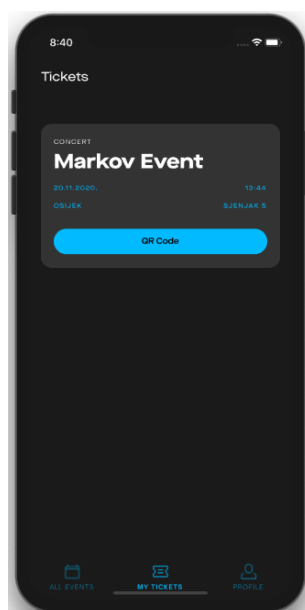 8:40
Tickets
CONCERT
Markov Event
20.11.2020. 13:44
OSIJEK SJENJAK 5
QR Code
ALL EVENTS MY TICKETS PROFILE